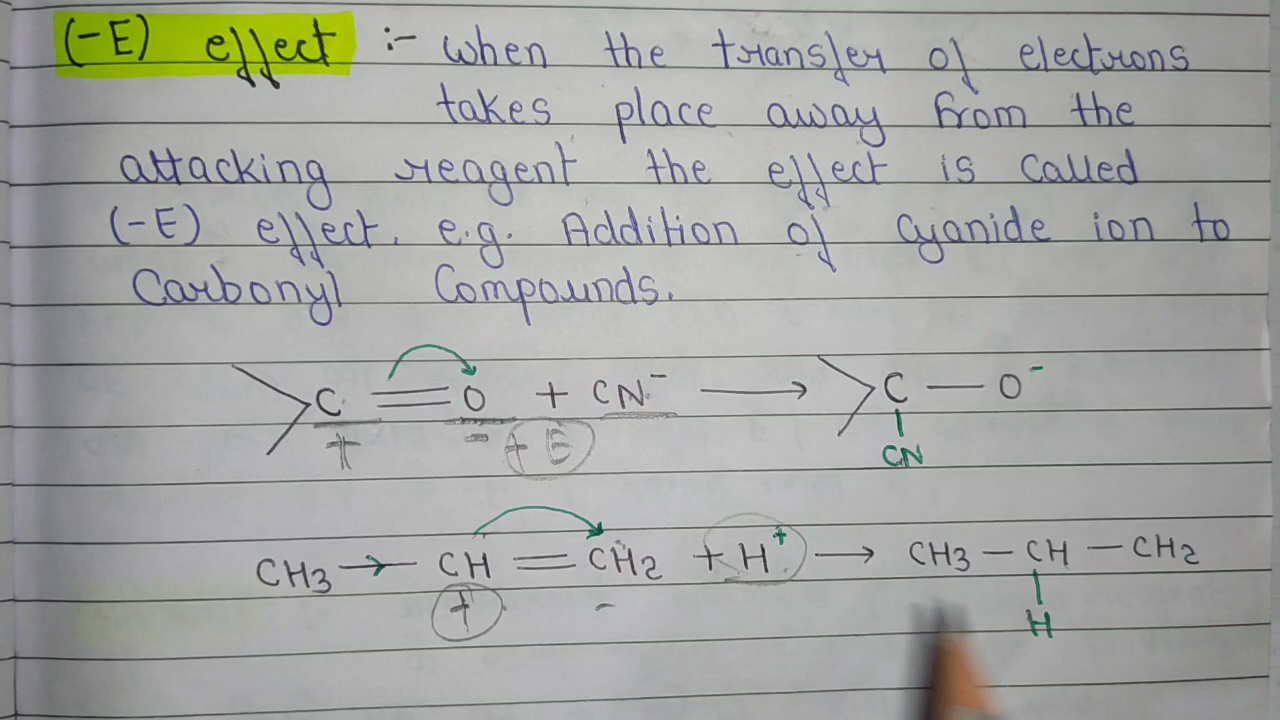 (-E) effect :- when the transfer of electrons
takes place away from the
attacking reagent the effect is called
(-E) effect. e.g. Addition of Cyanide ion to
Carbonyl Compounds.
C = O + CN⁻ ⟶ C — O⁻
+ - + E CN
CH3 → CH = CH2 + H⁺ ⟶ CH3 — CH — CH2
+ - H